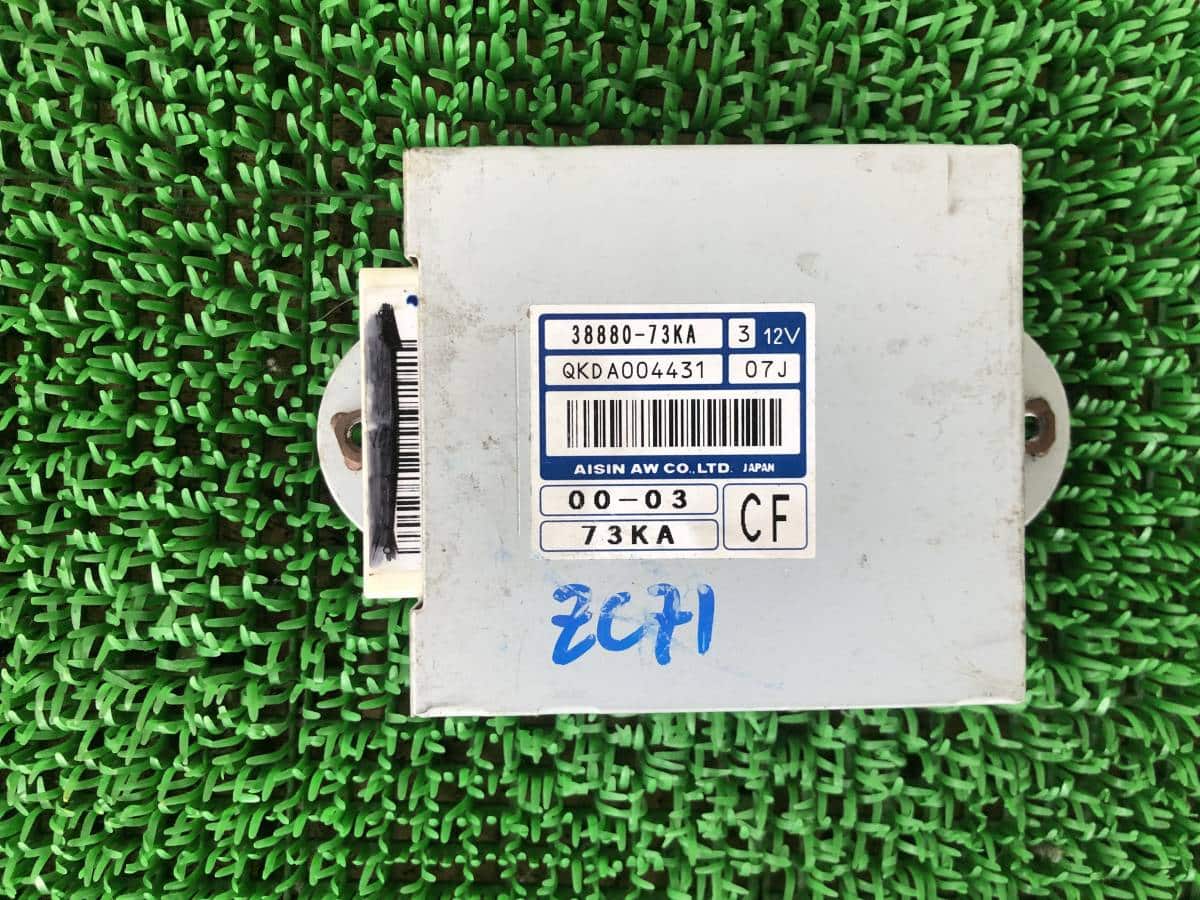 38880-73KA 3 12V
QKDA004431 07J
AISIN AW CO.,LTD. JAPAN
00-03
73KA CF
ZC71